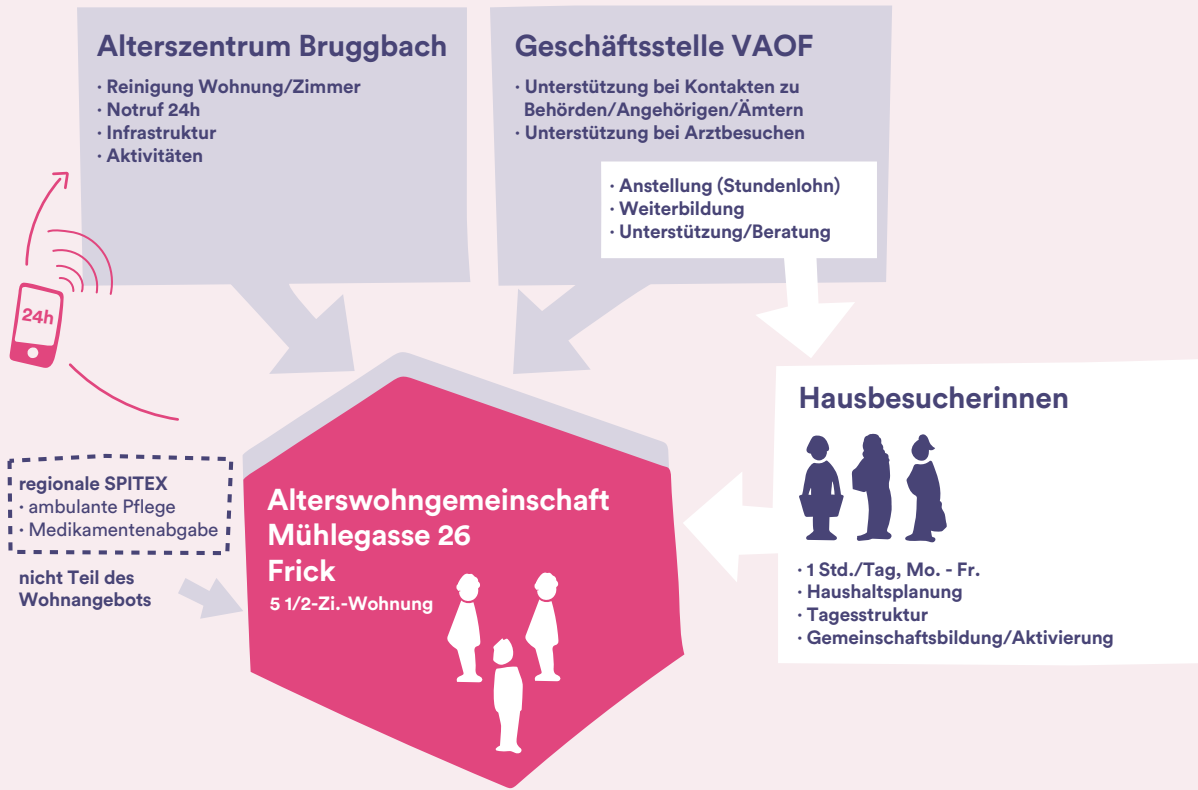 Alterszentrum Bruggbach
· Reinigung Wohnung/Zimmer
· Notruf 24h
· Infrastruktur
· Aktivitäten
Geschäftsstelle VAOF
· Unterstützung bei Kontakten zu
Behörden/Angehörigen/Ämtern
· Unterstützung bei Arztbesuchen
· Anstellung (Stundenlohn)
· Weiterbildung
· Unterstützung/Beratung
24h
Hausbesucherinnen
· 1 Std./Tag, Mo. - Fr.
· Haushaltsplanung
· Tagesstruktur
· Gemeinschaftsbildung/Aktivierung
regionale SPITEX
· ambulante Pflege
· Medikamentenabgabe
nicht Teil des
Wohnangebots
Alterswohngemeinschaft
Mühlegasse 26
Frick
5 1/2-Zi.-Wohnung